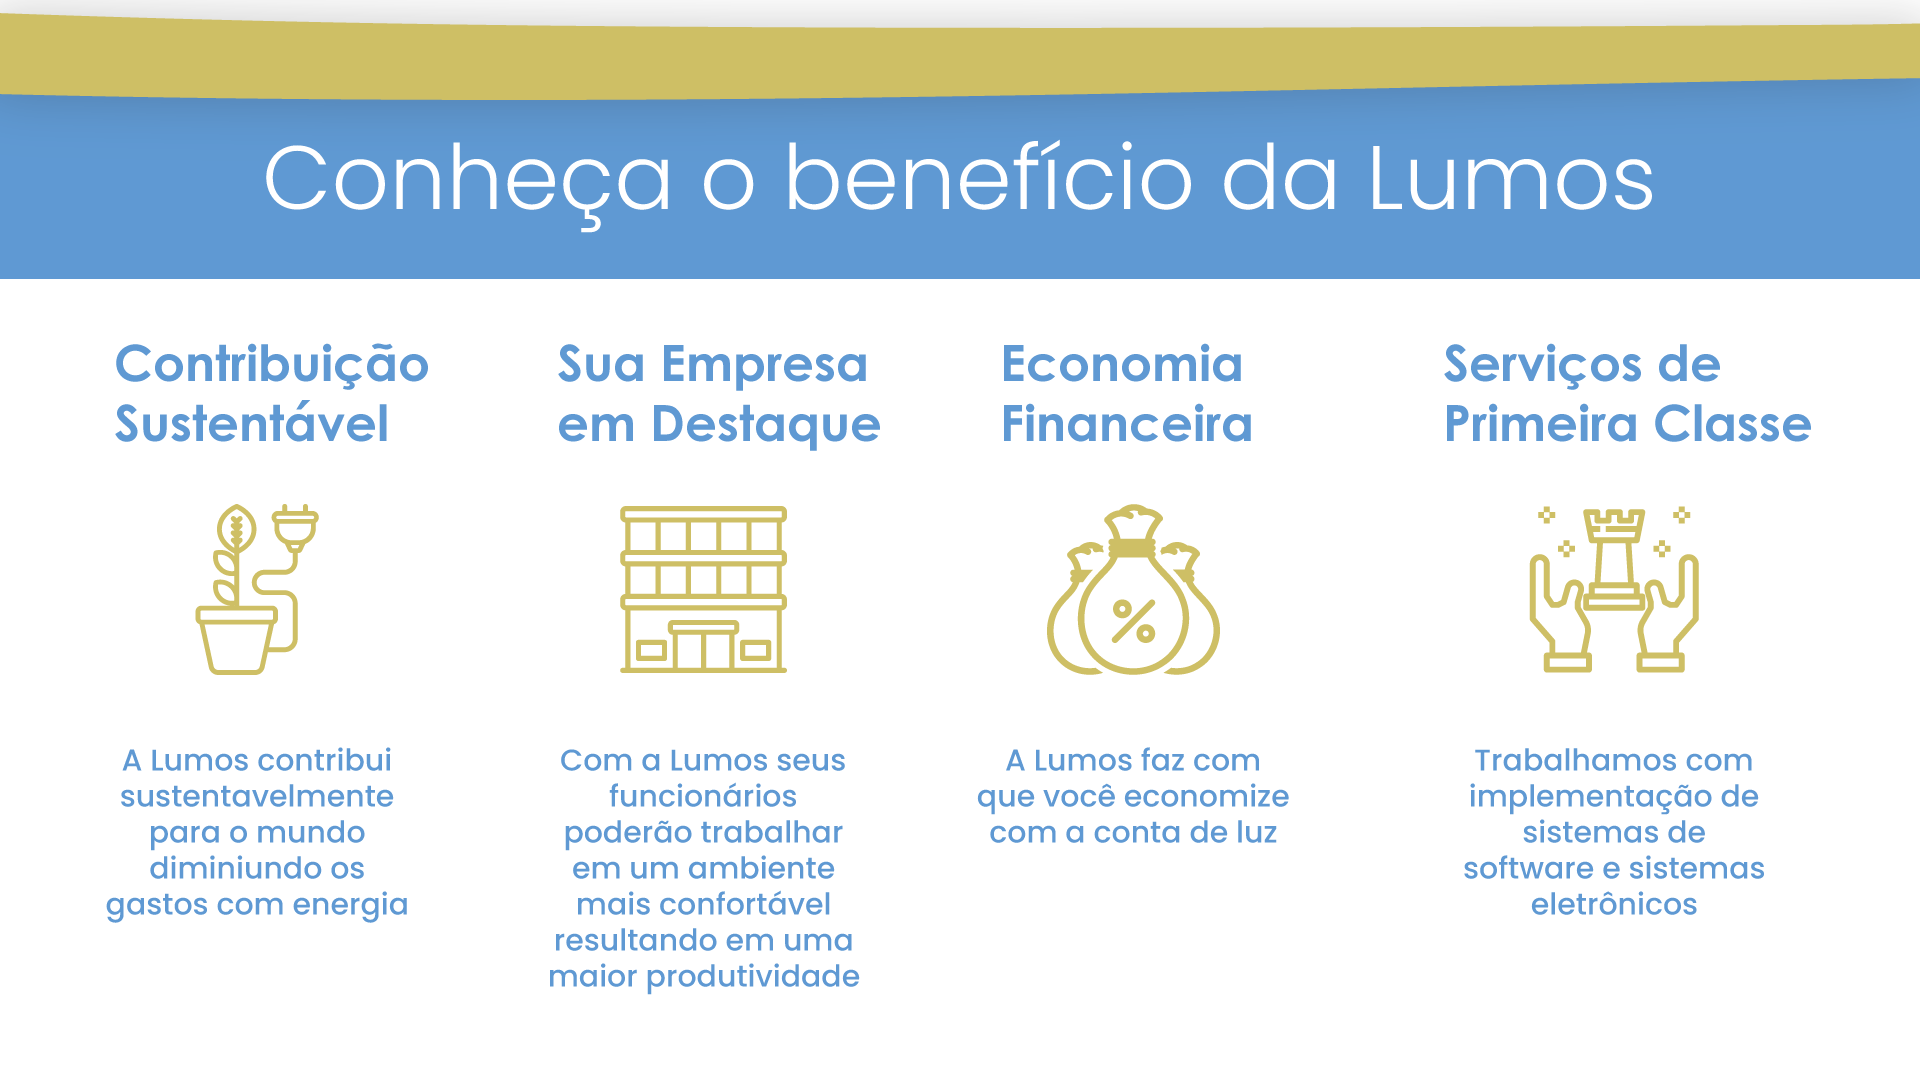 Conheça o benefício da Lumos
Contribuição
Sustentável
A Lumos contribui
sustentavelmente
para o mundo
diminiundo os
gastos com energia
Sua Empresa
em Destaque
Com a Lumos seus
funcionários
poderão trabalhar
em um ambiente
mais confortável
resultando em uma
maior produtividade
Economia
Financeira
%
A Lumos faz com
que você economize
com a conta de luz
Serviços de
Primeira Classe
Trabalhamos com
implementação de
sistemas de
software e sistemas
eletrônicos